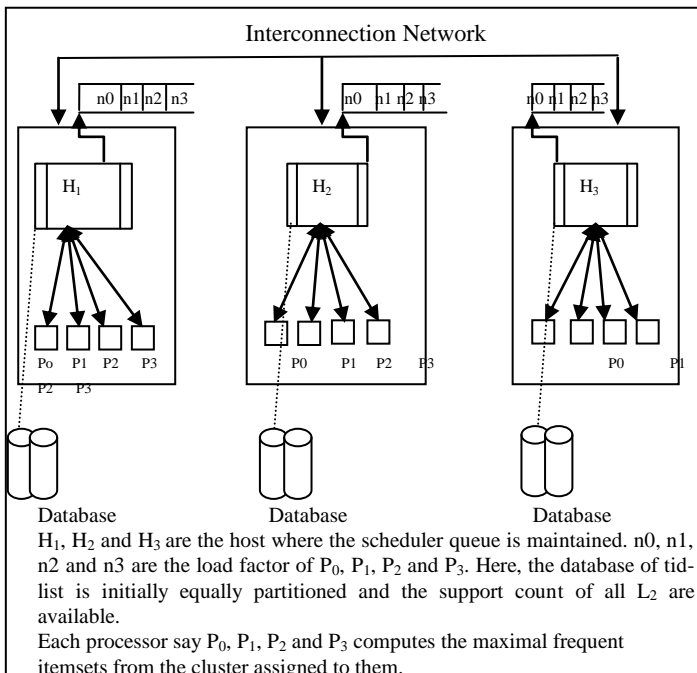 Interconnection Network
n0 n1 n2 n3 n0 n1 n2 n3 n0 n1 n2 n3
H₁ H₂ H₃
Po P1 P2 P3 P0 P1 P2 P3 P0 P1
P2 P3
Database Database Database
H₁, H₂ and H₃ are the host where the scheduler queue is maintained. n0, n1,
n2 and n3 are the load factor of P₀, P₁, P₂ and P₃. Here, the database of tid-
list is initially equally partitioned and the support count of all L₂ are
available.
Each processor say P₀, P₁, P₂ and P₃ computes the maximal frequent
itemsets from the cluster assigned to them.